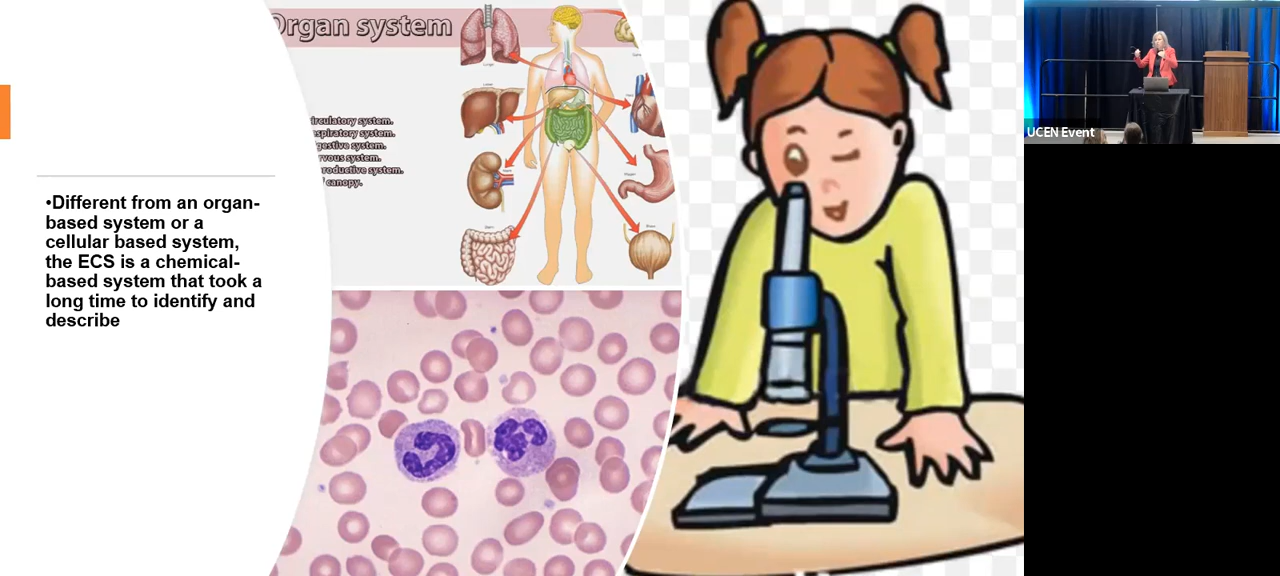 Organ system
irculatory system.
spiratory system.
gestive system.
rvous system.
roductive system.
canopy.
•Different from an organ-
based system or a
cellular based system,
the ECS is a chemical-
based system that took a
long time to identify and
describe
UCEN Event